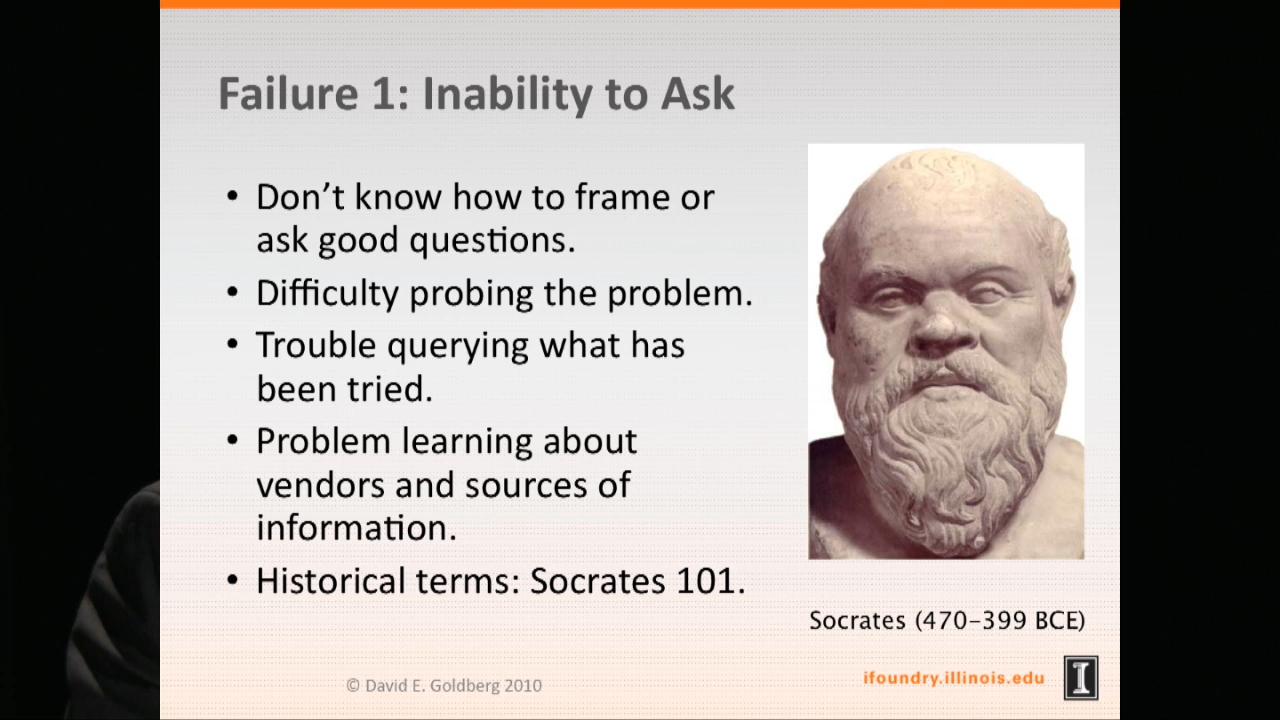 Failure 1: Inability to Ask
• Don’t know how to frame or
ask good questions.
• Difficulty probing the problem.
• Trouble querying what has
been tried.
• Problem learning about
vendors and sources of
information.
• Historical terms: Socrates 101.
Socrates (470–399 BCE)
© David E. Goldberg 2010
ifoundry.illinois.edu
I